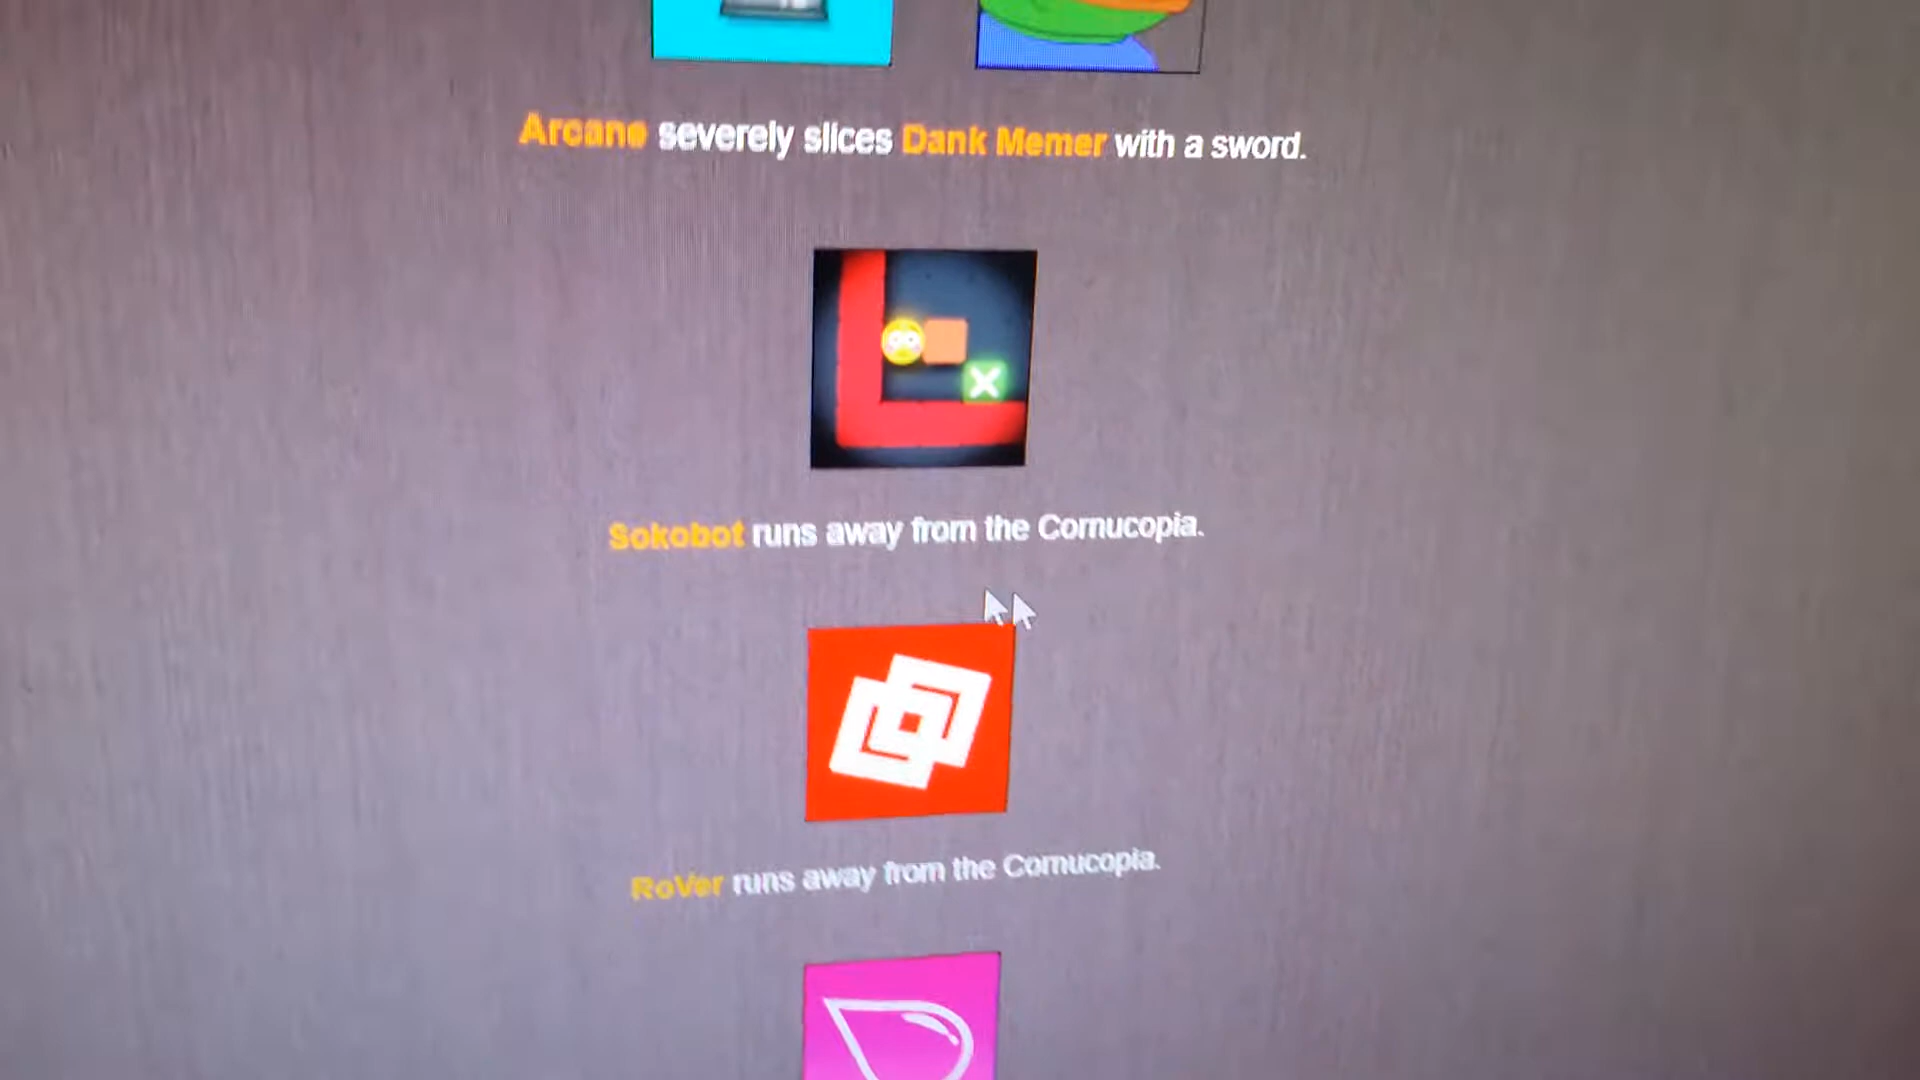 Arcane severely slices Dank Memer with a sword.
Sokobot runs away from the Cornucopia.
RoVer runs away from the Cornucopia.